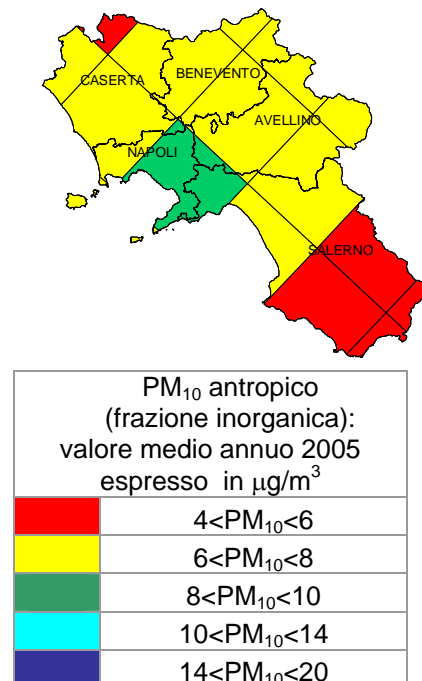 CASERTA
BENEVENTO
AVELLINO
NAPOLI
SALERNO
PM₁₀ antropico
(frazione inorganica):
valore medio annuo 2005
espresso in μg/m³
4<PM₁₀<6
6<PM₁₀<8
8<PM₁₀<10
10<PM₁₀<14
14<PM₁₀<20